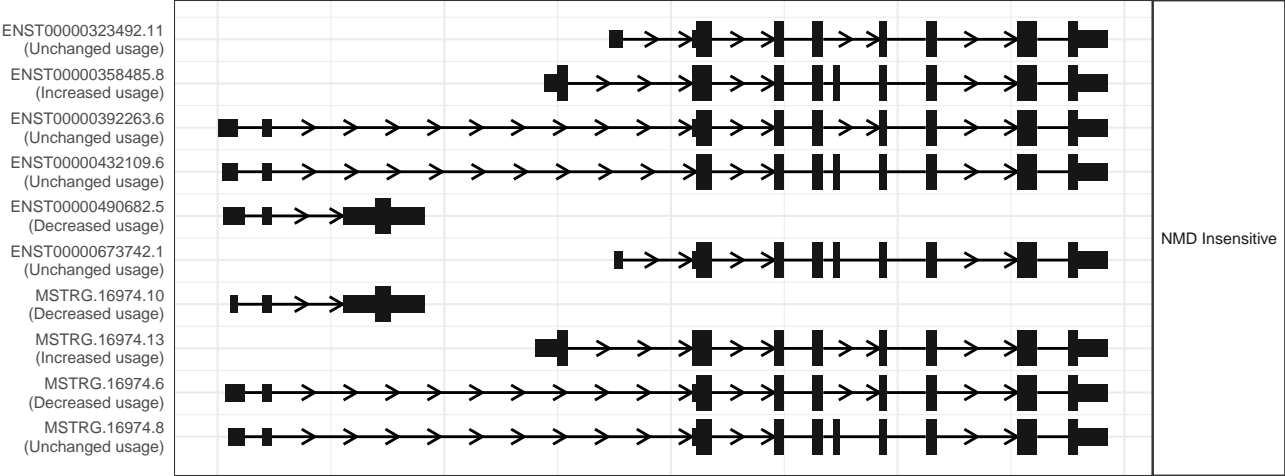 ENST00000323492.11
(Unchanged usage)
ENST00000358485.8
(Increased usage)
ENST00000392263.6
(Unchanged usage)
ENST00000432109.6
(Unchanged usage)
ENST00000490682.5
(Decreased usage)
ENST00000673742.1
(Unchanged usage)
MSTRG.16974.10
(Decreased usage)
MSTRG.16974.13
(Increased usage)
MSTRG.16974.6
(Decreased usage)
MSTRG.16974.8
(Unchanged usage)
NMD Insensitive